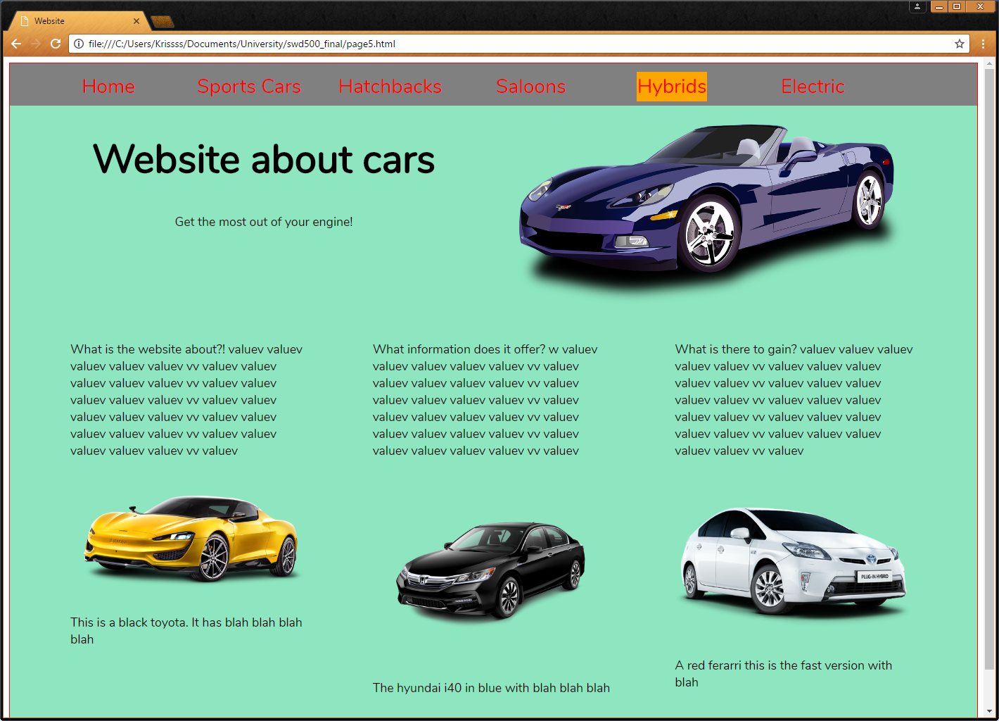 Website
file:///C:/Users/Krissss/Documents/University/swd500_final/page5.html
Home Sports Cars Hatchbacks Saloons Hybrids Electric
Website about cars
Get the most out of your engine!
What is the website about?! valuev valuev
valuev valuev valuev vv valuev valuev
valuev valuev valuev vv valuev valuev
valuev valuev valuev vv valuev valuev
valuev valuev valuev vv valuev valuev
valuev valuev valuev vv valuev valuev
valuev valuev valuev vv valuev
What information does it offer? w valuev
valuev valuev valuev valuev vv valuev
valuev valuev valuev valuev vv valuev
valuev valuev valuev valuev vv valuev
valuev valuev valuev valuev vv valuev
valuev valuev valuev valuev vv valuev
valuev valuev valuev valuev vv valuev
What is there to gain? valuev valuev valuev
valuev valuev vv valuev valuev valuev
valuev valuev vv valuev valuev valuev
valuev valuev vv valuev valuev valuev
valuev valuev vv valuev valuev valuev
valuev valuev vv valuev valuev valuev
valuev valuev vv valuev
PLUG-IN HYBRID
This is a black toyota. It has blah blah blah
blah
The hyundai i40 in blue with blah blah blah
A red ferarri this is the fast version with
blah